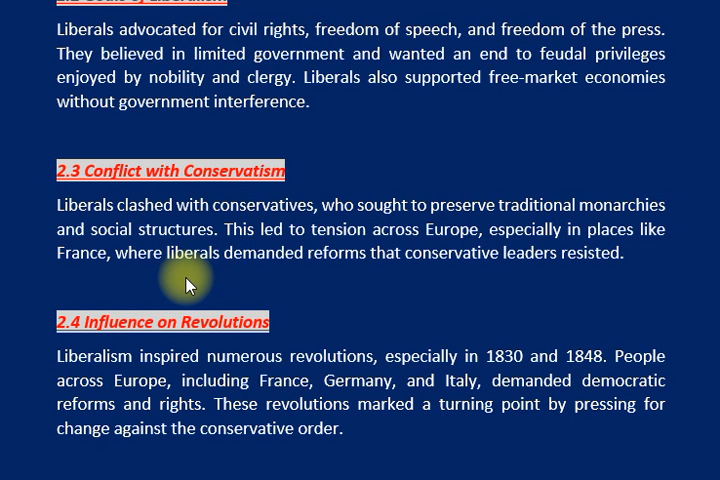 2.2 Goals of Liberalism
Liberals advocated for civil rights, freedom of speech, and freedom of the press.
They believed in limited government and wanted an end to feudal privileges
enjoyed by nobility and clergy. Liberals also supported free-market economies
without government interference.
2.3 Conflict with Conservatism
Liberals clashed with conservatives, who sought to preserve traditional monarchies
and social structures. This led to tension across Europe, especially in places like
France, where liberals demanded reforms that conservative leaders resisted.
2.4 Influence on Revolutions
Liberalism inspired numerous revolutions, especially in 1830 and 1848. People
across Europe, including France, Germany, and Italy, demanded democratic
reforms and rights. These revolutions marked a turning point by pressing for
change against the conservative order.